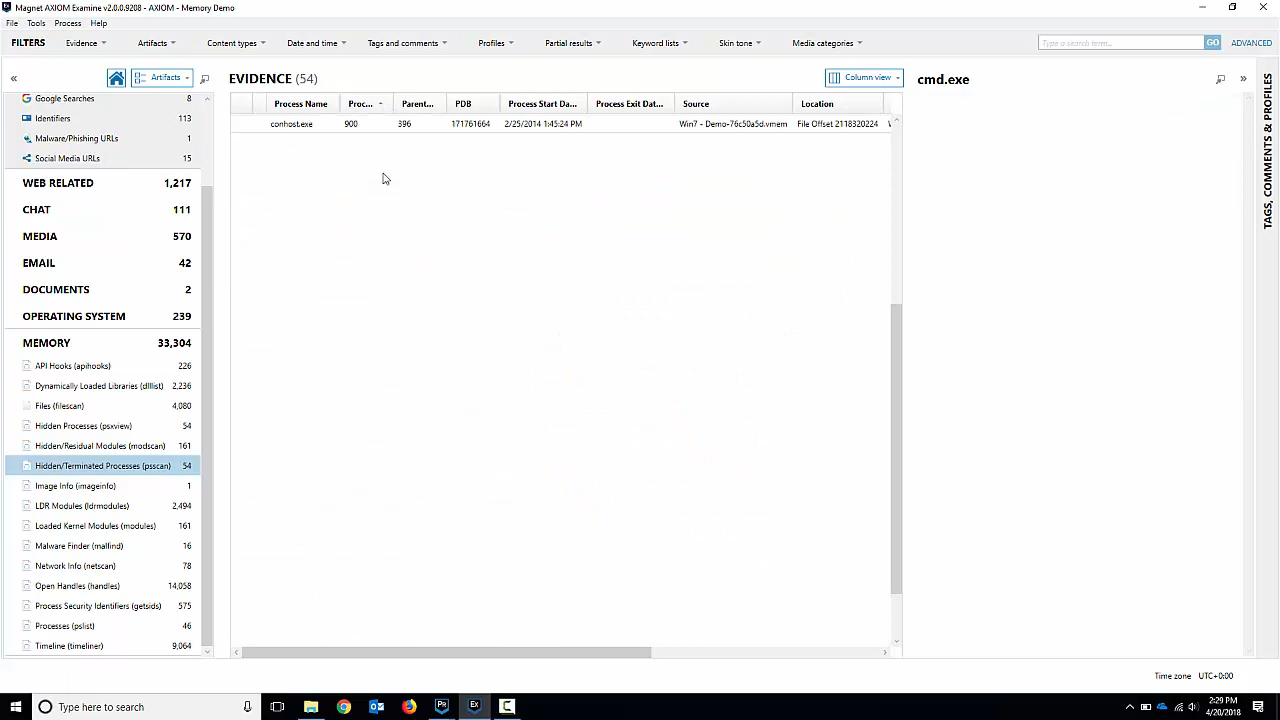 Magnet AXIOM Examine v2.0.0.9208 - AXIOM - Memory Demo
File Tools Process Help
FILTERS Evidence Artifacts Content types Date and time Tags and comments Profiles Partial results Keyword lists Skin tone Media categories Type a search term... GO ADVANCED
Artifacts EVIDENCE (54) Column view cmd.exe
Google Searches 8
Identifiers 113
Malware/Phishing URLs 1
Social Media URLs 15
WEB RELATED 1,217
CHAT 111
MEDIA 570
EMAIL 42
DOCUMENTS 2
OPERATING SYSTEM 239
MEMORY 33,304
API Hooks (apihooks) 226
Dynamically Loaded Libraries (dlllist) 2,236
Files (filescan) 4,080
Hidden Processes (psxview) 54
Hidden/Residual Modules (modscan) 161
Hidden/Terminated Processes (psscan) 54
Image Info (imageinfo) 1
LDR Modules (ldrmodules) 2,494
Loaded Kernel Modules (modules) 161
Malware Finder (malfind) 16
Network Info (netscan) 78
Open Handles (handles) 14,058
Process Security Identifiers (getsids) 575
Processes (pslist) 46
Timeline (timeliner) 9,064
Process Name Proc... Parent... PDB Process Start Da... Process Exit Dat... Source Location
conhost.exe 900 396 171761664 2/25/2014 1:45:24 PM Win7 - Demo-76c50a5d.vmem File Offset 2118320224
TAGS, COMMENTS & PROFILES
Time zone UTC+0:00
Type here to search
2:29 PM
4/20/2018